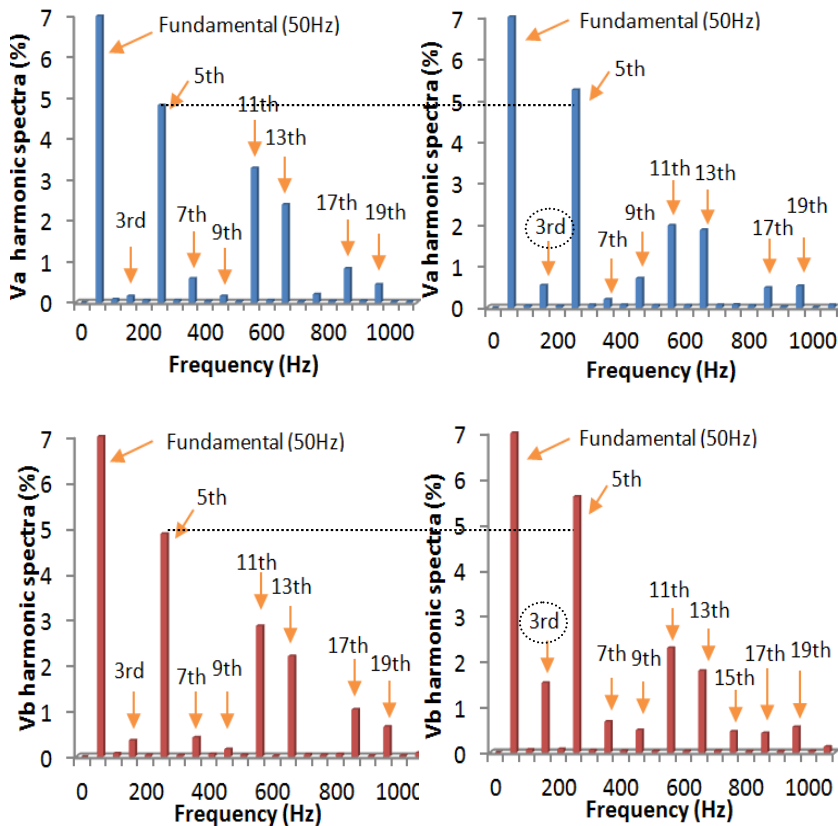 Va harmonic spectra (%)
7
6
5
4
3
2
1
0
Fundamental (50Hz)
5th
11th
13th
3rd
7th
9th
17th
19th
0 200 400 600 800 1000
Frequency (Hz)
Va harmonic spectra (%)
7
6
5
4
3
2
1
0
Fundamental (50Hz)
5th
11th
13th
9th
19th
3rd
7th
17th
0 200 400 600 800 1000
Frequency (Hz)
Vb harmonic spectra (%)
7
6
5
4
3
2
1
0
Fundamental (50Hz)
5th
11th
13th
3rd
7th
9th
17th
19th
0 200 400 600 800 1000
Frequency (Hz)
Vb harmonic spectra (%)
7
6
5
4
3
2
1
0
Fundamental (50Hz)
5th
11th
13th
3rd
7th
9th
15th
17th
19th
0 200 400 600 800 1000
Frequency (Hz)